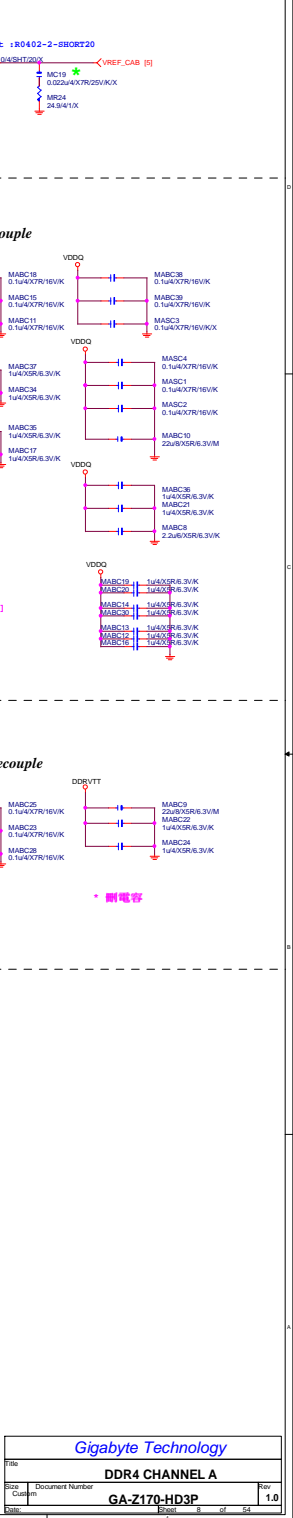 t :R0402-2-SHORT20
0/4/SHT/20/X
VREF_CAB [5]
MC19
0.022u/4/X7R/25V/K/X
MR24
24.9/4/1/X
D
ouple
VDDQ
MABC18
0.1u/4/X7R/16V/K
MABC15
0.1u/4/X7R/16V/K
MABC11
0.1u/4/X7R/16V/K
MABC38
0.1u/4/X7R/16V/K
MABC39
0.1u/4/X7R/16V/K
MASC3
0.1u/4/X7R/16V/K/X
VDDQ
MABC37
1u/4/X5R/6.3V/K
MABC34
1u/4/X5R/6.3V/K
MASC4
0.1u/4/X7R/16V/K
MASC1
0.1u/4/X7R/16V/K
MASC2
0.1u/4/X7R/16V/K
MABC35
1u/4/X5R/6.3V/K
MABC17
1u/4/X5R/6.3V/K
MABC10
22u/8/X5R/6.3V/M
VDDQ
MABC36
1u/4/X5R/6.3V/K
MABC21
1u/4/X5R/6.3V/K
MABC8
2.2u/6/X5R/6.3V/K
C
VDDQ
MABC19 1u/4/X5R/6.3V/K
MABC20 1u/4/X5R/6.3V/K
MABC14 1u/4/X5R/6.3V/K
MABC30 1u/4/X5R/6.3V/K
MABC13 1u/4/X5R/6.3V/K
MABC12 1u/4/X5R/6.3V/K
MABC16 1u/4/X5R/6.3V/K
]
ecouple
DDRVTT
MABC25
0.1u/4/X7R/16V/K
MABC23
0.1u/4/X7R/16V/K
MABC28
0.1u/4/X7R/16V/K
MABC9
22u/8/X5R/6.3V/M
MABC22
1u/4/X5R/6.3V/K
MABC24
1u/4/X5R/6.3V/K
* 刪電容
B
A
Gigabyte Technology
Title
DDR4 CHANNEL A
Size
Custom
Document Number
GA-Z170-HD3P
Rev
1.0
Date:
Sheet 8 of 54